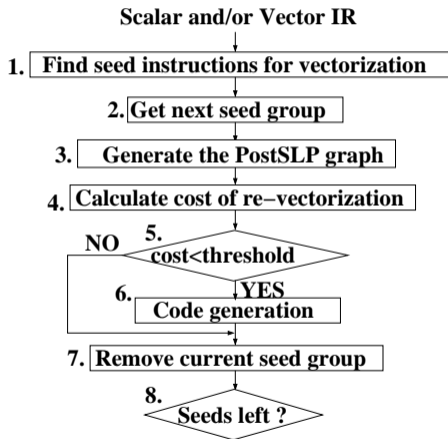 Scalar and/or Vector IR
1. Find seed instructions for vectorization
2. Get next seed group
3. Generate the PostSLP graph
4. Calculate cost of re−vectorization
5.
NO
cost<threshold
YES
6.
Code generation
7. Remove current seed group
8.
Seeds left ?